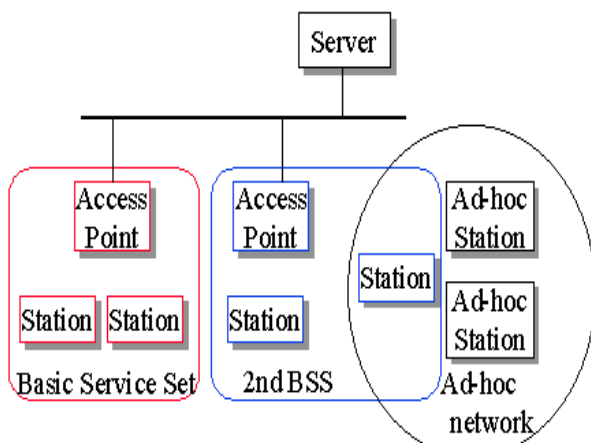 Server
Access
Point
Access
Point
Ad-hoc
Station
Station
Station
Station
Station
Ad-hoc
Station
Basic Service Set
2nd BSS
Ad-hoc
network